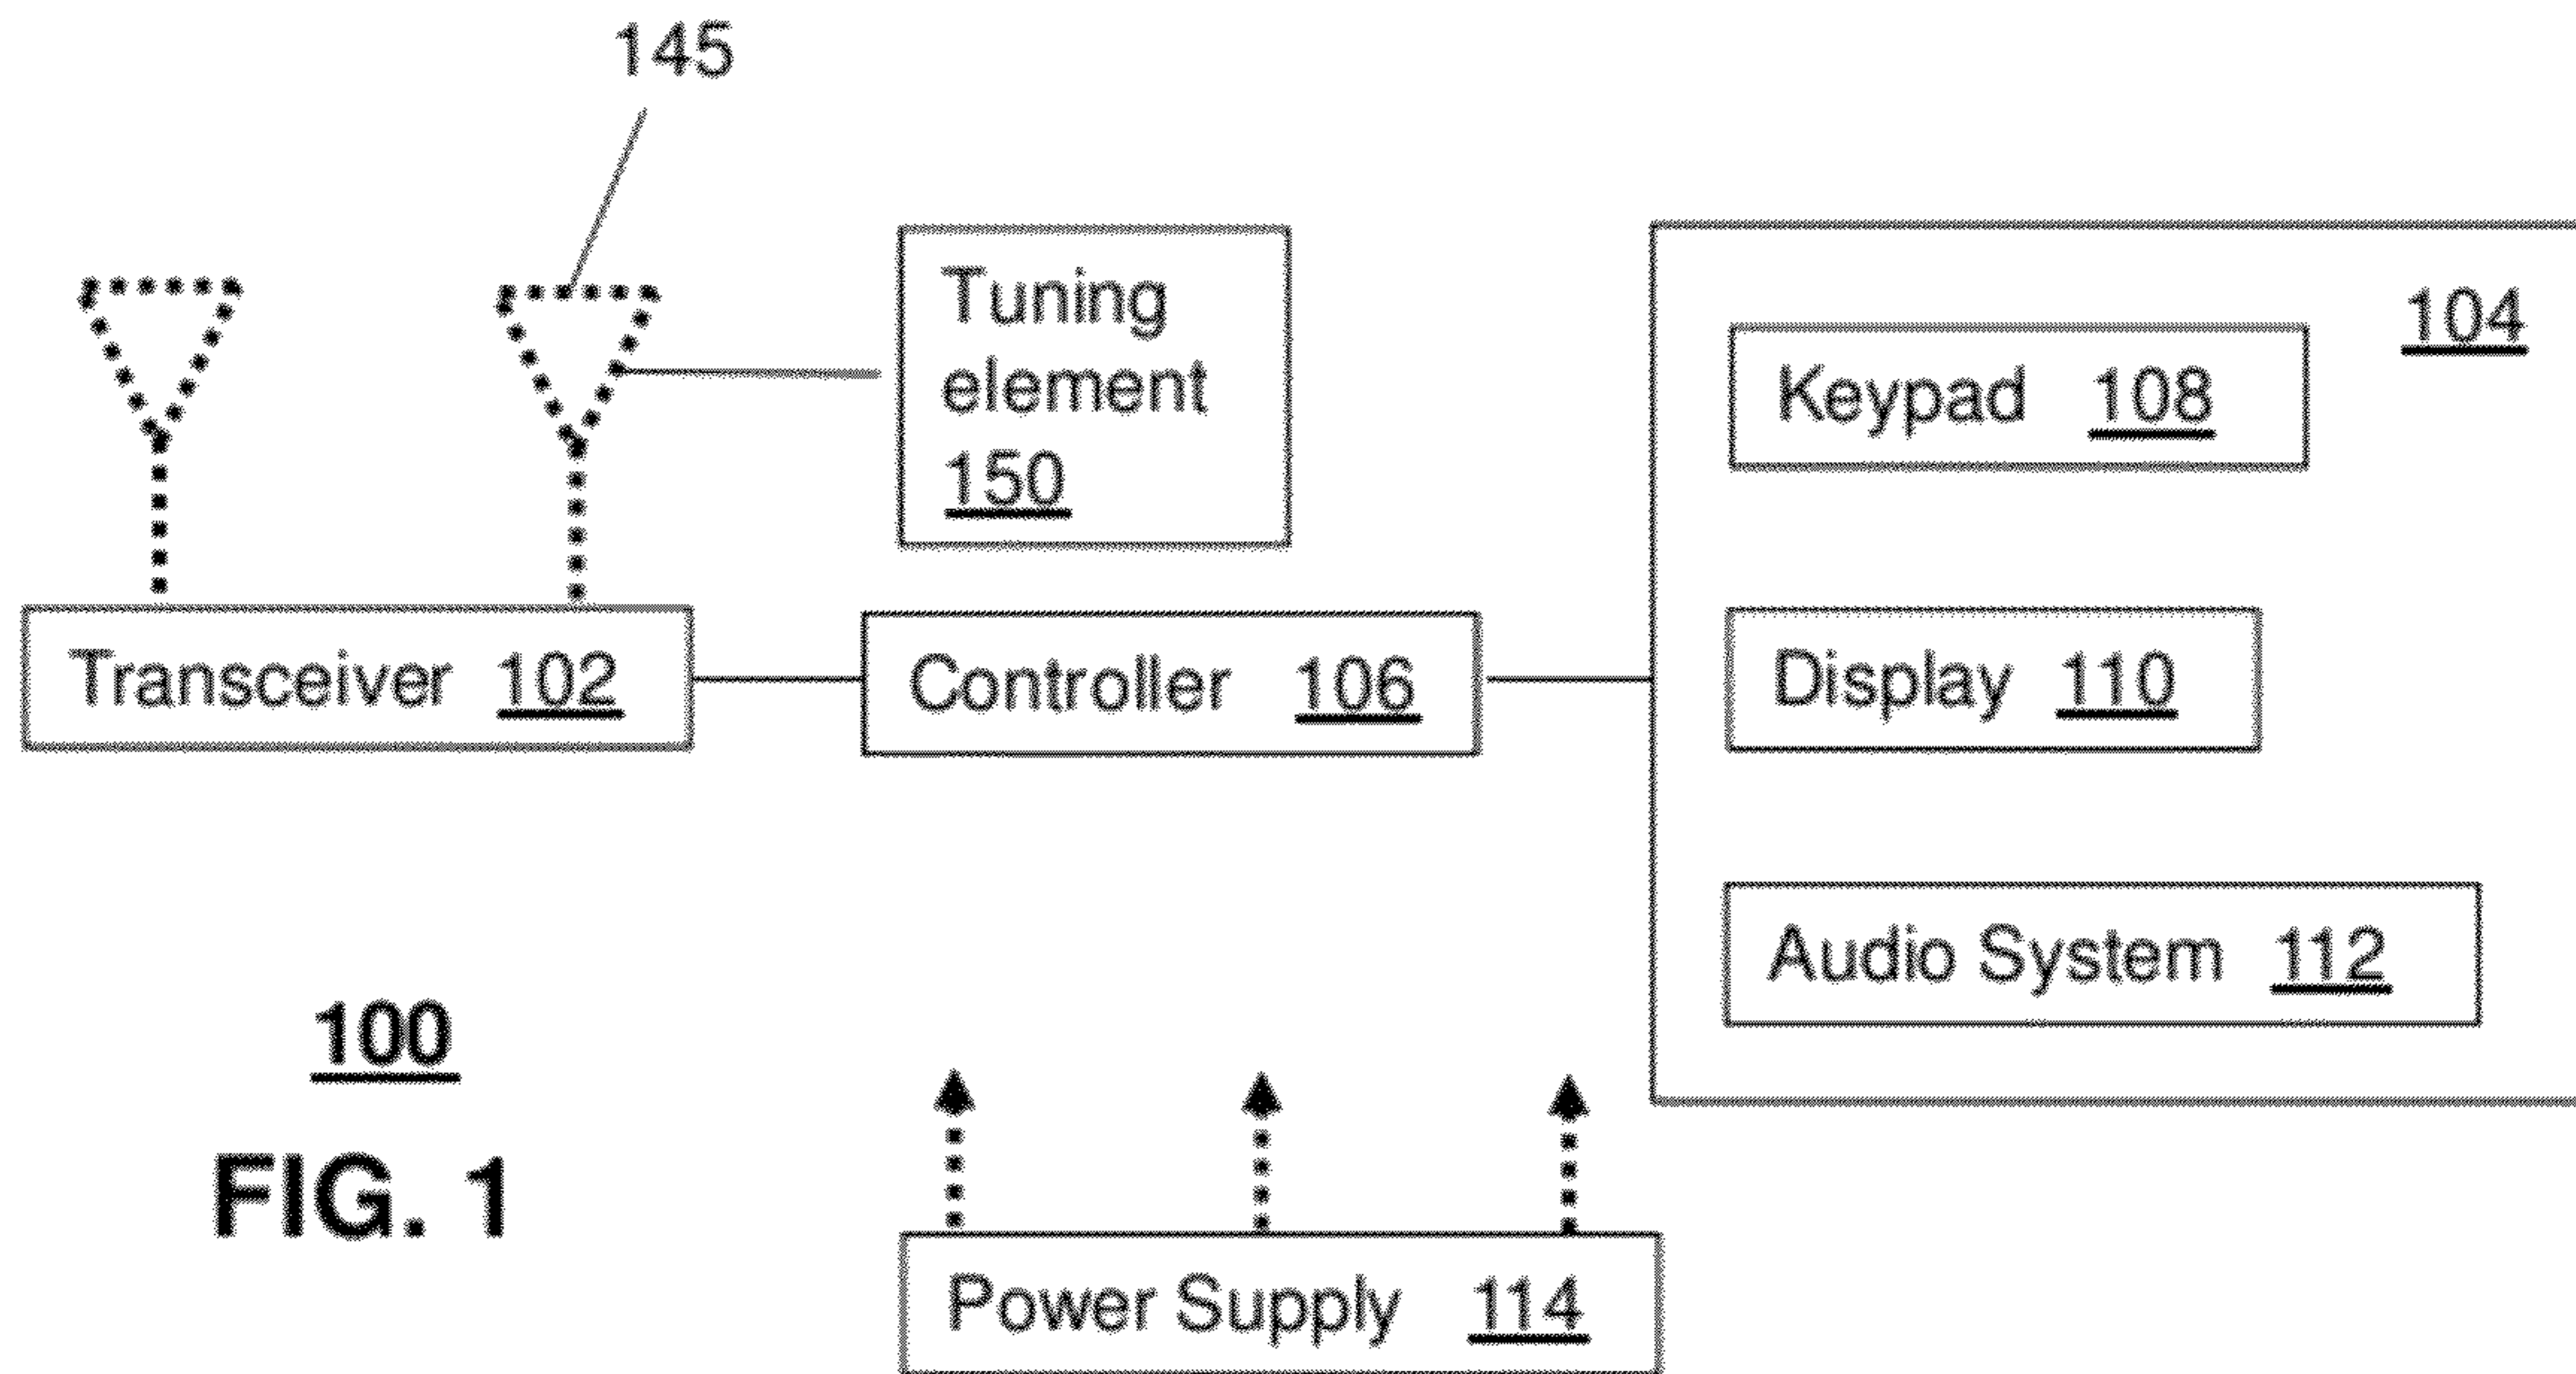 145
Tuning
element
150
104
Keypad 108
Transceiver 102
Controller 106
Display 110
Audio System 112
100
FIG. 1
Power Supply 114